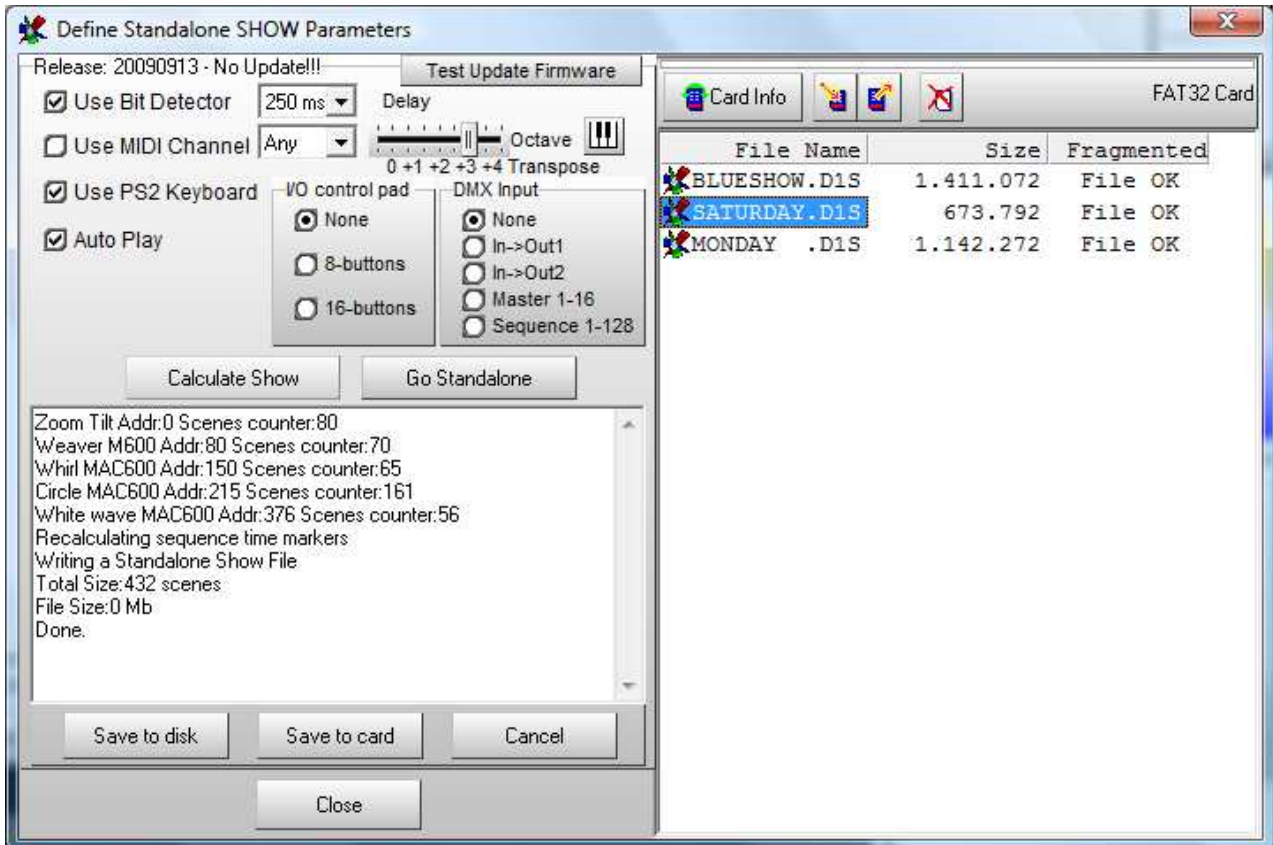 Define Standalone SHOW Parameters
Release: 20090913 - No Update!!!
Test Update Firmware
Use Bit Detector 250 ms Delay
Use MIDI Channel Any Octave
0 +1 +2 +3 +4 Transpose
Use PS2 Keyboard
Auto Play
I/O control pad
None
8-buttons
16-buttons
DMX Input
None
In->Out1
In->Out2
Master 1-16
Sequence 1-128
Calculate Show Go Standalone
Zoom Tilt Addr:0 Scenes counter:80
Weaver M600 Addr:80 Scenes counter:70
Whirl MAC600 Addr:150 Scenes counter:65
Circle MAC600 Addr:215 Scenes counter:161
White wave MAC600 Addr:376 Scenes counter:56
Recalculating sequence time markers
Writing a Standalone Show File
Total Size:432 scenes
File Size:0 Mb
Done.
Save to disk Save to card Cancel
Close
Card Info FAT32 Card
File Name Size Fragmented
BLUESHOW.D1S 1.411.072 File OK
SATURDAY.D1S 673.792 File OK
MONDAY .D1S 1.142.272 File OK